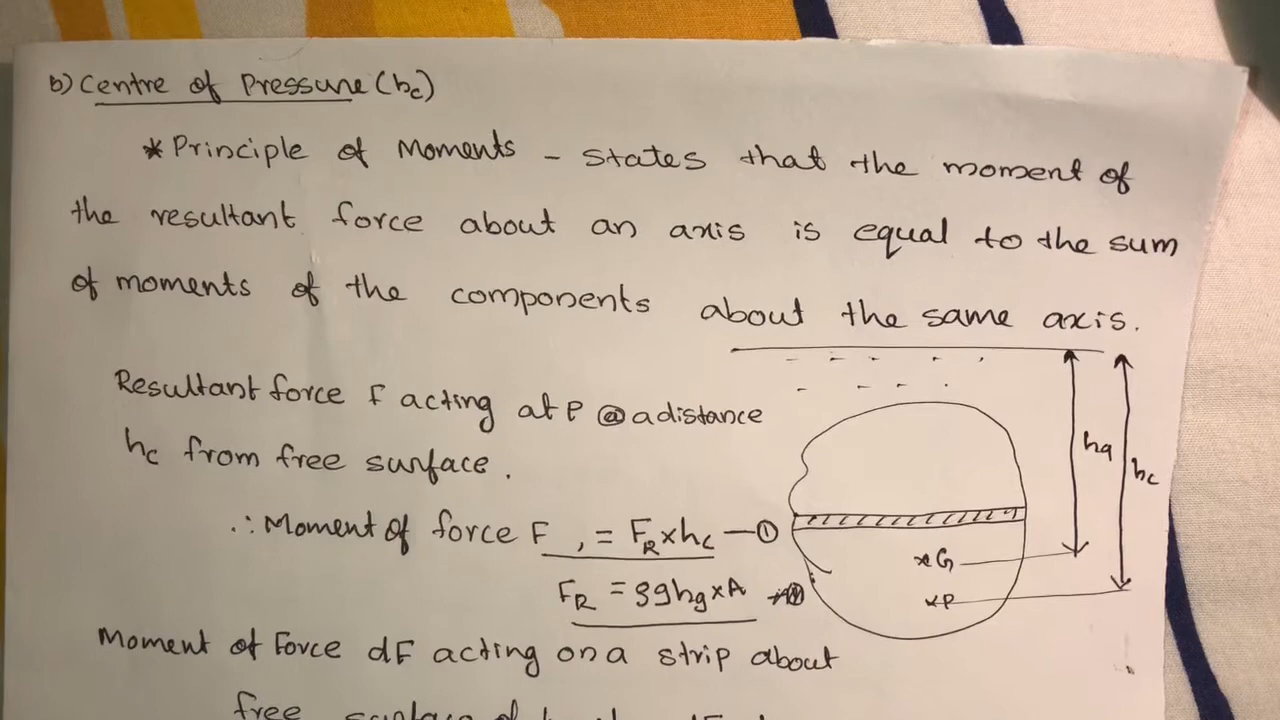 b) Centre of Pressure (hc)
* Principle of Moments - states that the moment of
the resultant force about an axis is equal to the sum
of moments of the components about the same axis.
Resultant force F acting at P @ a distance
hc from free surface.
∴ Moment of force F, = FR × hc — ①
FR = ρghg × A
Moment of Force dF acting on a strip about
free surface of
hg
hc
×G
×P